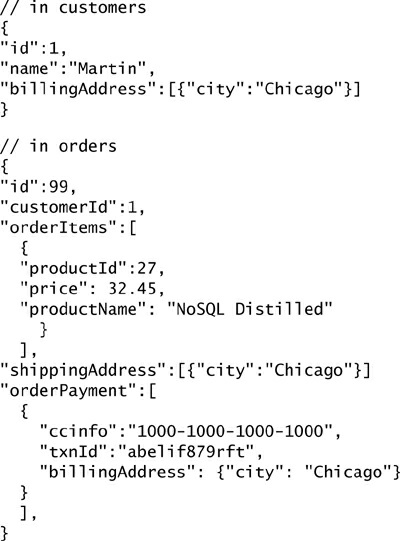 // in customers
{
"id":1,
"name":"Martin",
"billingAddress":[{"city":"Chicago"}]
}

// in orders
{
"id":99,
"customerId":1,
"orderItems":[
  {
  "productId":27,
  "price": 32.45,
  "productName": "NoSQL Distilled"
    }
  ],
"shippingAddress":[{"city":"Chicago"}]
"orderPayment":[
  {
    "ccinfo":"1000-1000-1000-1000",
    "txnId":"abelif879rft",
    "billingAddress": {"city": "Chicago"}
  }
  ],
}